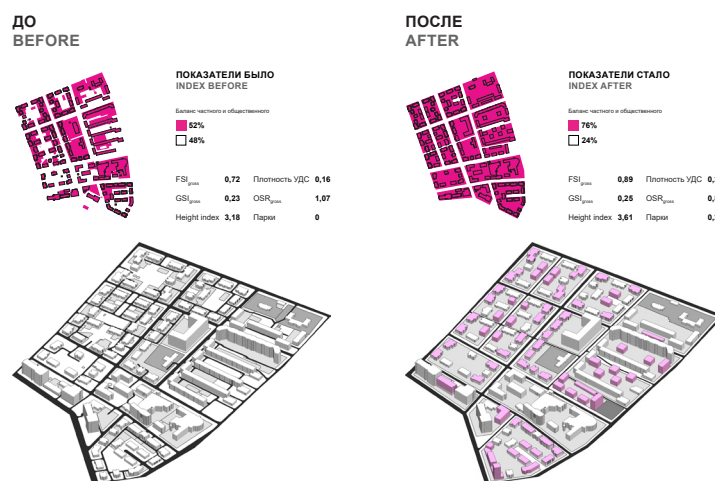 ДО
BEFORE
ПОКАЗАТЕЛИ БЫЛО
INDEX BEFORE
Баланс частного и общественного
52%
48%
FSIgross 0,72 Плотность УДС 0,16
GSIgross 0,23 OSRgross 1,07
Height index 3,18 Парки 0
ПОСЛЕ
AFTER
ПОКАЗАТЕЛИ СТАЛО
INDEX AFTER
Баланс частного и общественного
76%
24%
FSIgross 0,89 Плотность УДС
GSIgross 0,25 OSRgross
Height index 3,61 Парки